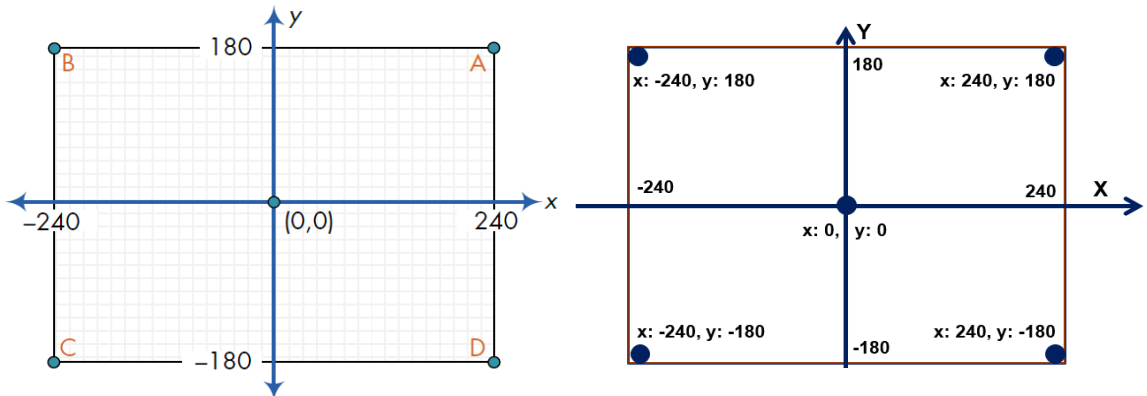 y
B
180
A
x
−240
(0,0)
240
C
−180
D
Y
180
x: -240, y: 180
x: 240, y: 180
-240
240
X
x: 0, y: 0
x: -240, y: -180
x: 240, y: -180
-180